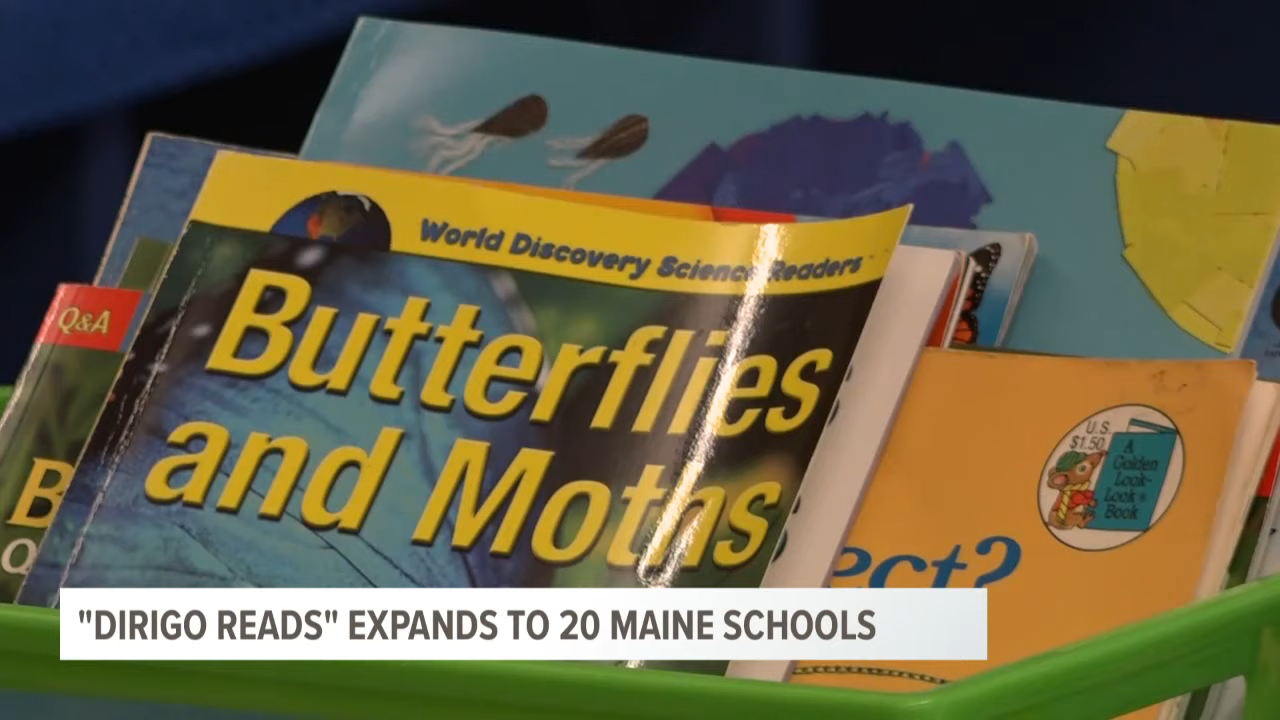 World Discovery Science Readers
Butterflies
and Moths
Q&A
B
Q
U.S.
$1.50
A
Golden
Look-
Look®
Book
ect?
"DIRIGO READS" EXPANDS TO 20 MAINE SCHOOLS